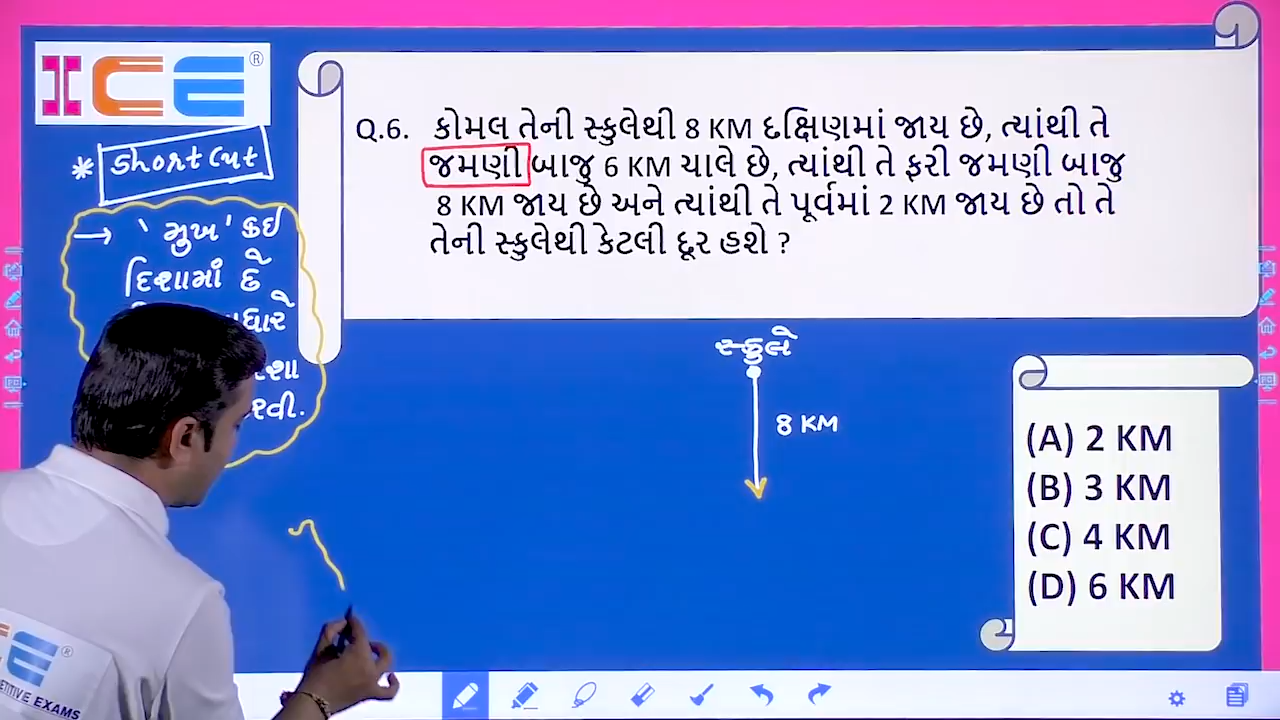 ICE®
* Short Cut
→ 'મુખ' કઈ
દિશામાં છે
Q.6. કોમલ તેની સ્કુલેથી 8 KM દક્ષિણમાં જાય છે, ત્યાંથી તે
જમણી બાજુ 6 KM ચાલે છે, ત્યાંથી તે ફરી જમણી બાજુ
8 KM જાય છે અને ત્યાંથી તે પૂર્વમાં 2 KM જાય છે તો તે
તેની સ્કુલેથી કેટલી દૂર હશે ?
સ્કુલે
8 KM
(A) 2 KM
(B) 3 KM
(C) 4 KM
(D) 6 KM